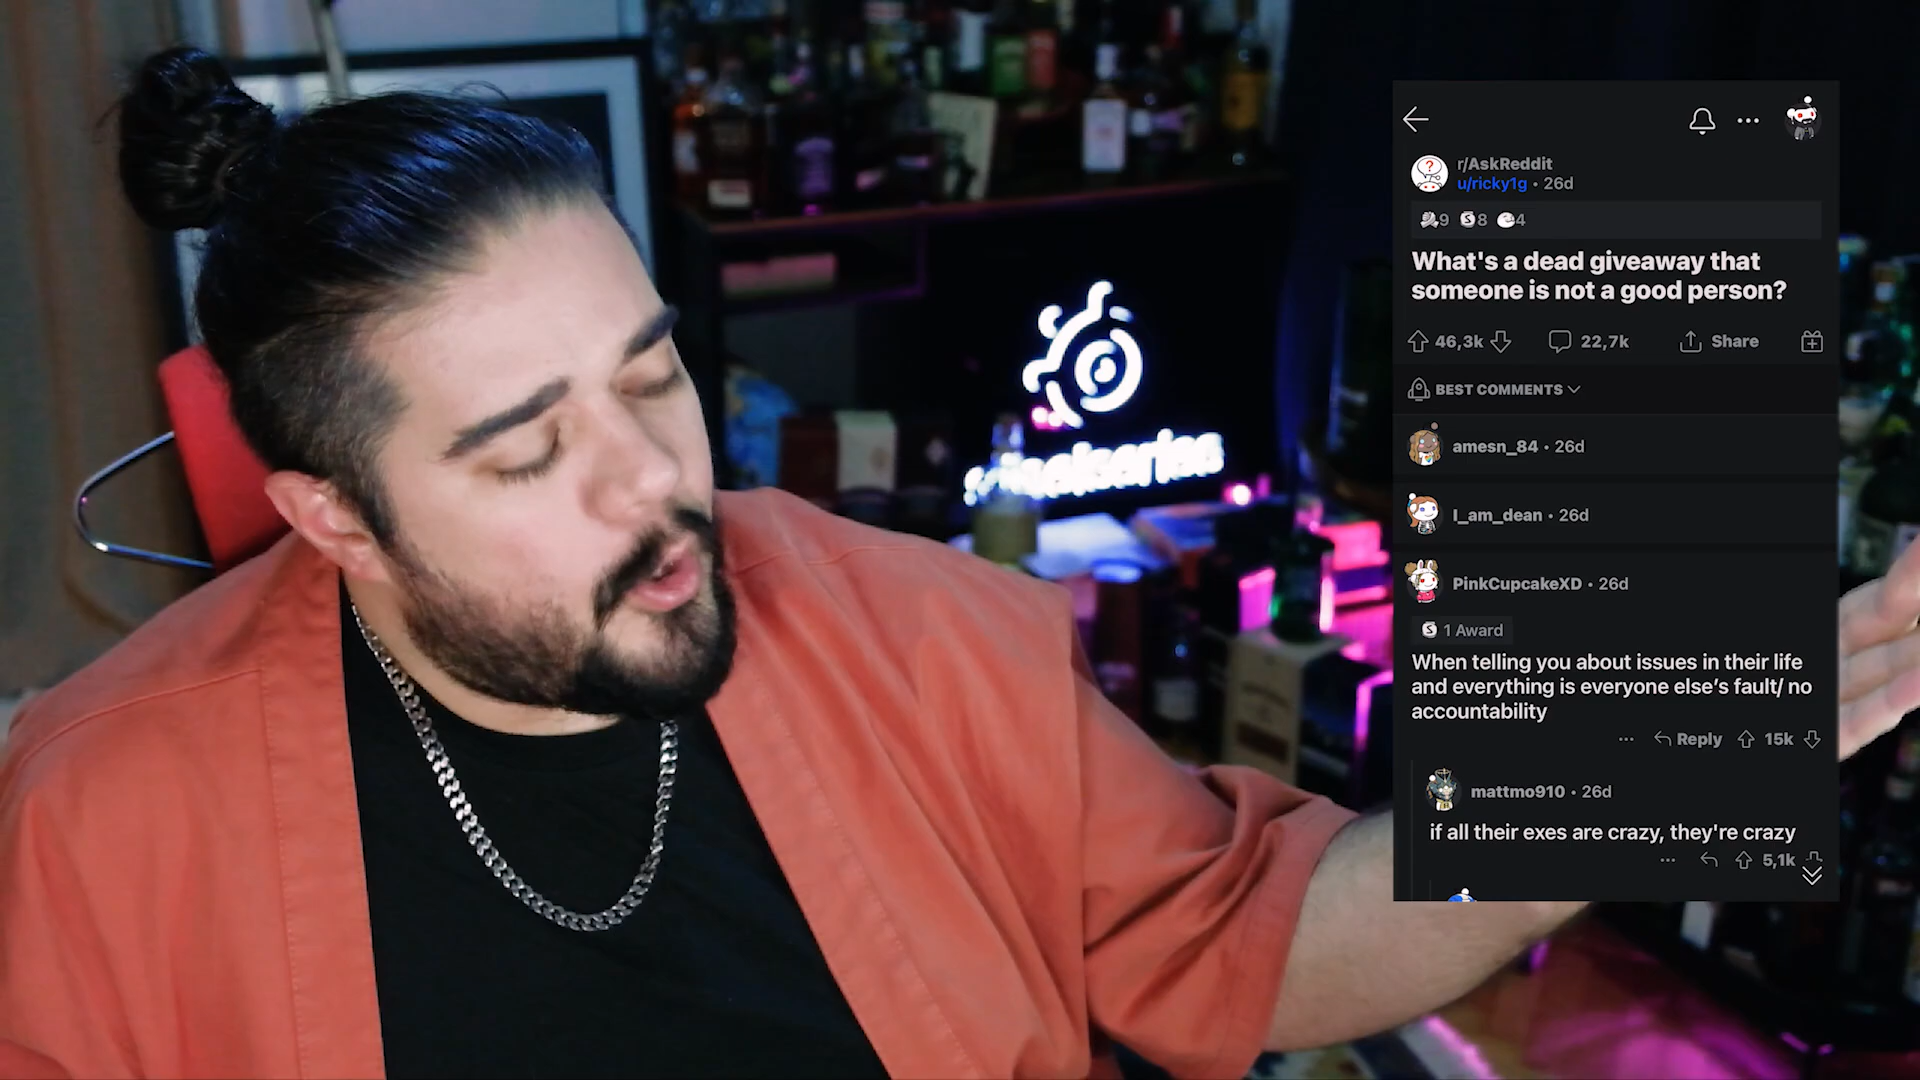 r/AskReddit
u/ricky1g • 26d
9 8 4
What's a dead giveaway that
someone is not a good person?
46,3k 22,7k Share
BEST COMMENTS
amesn_84 • 26d
I_am_dean • 26d
PinkCupcakeXD • 26d
1 Award
When telling you about issues in their life
and everything is everyone else’s fault/ no
accountability
... Reply 15k
mattmo910 • 26d
if all their exes are crazy, they're crazy
... 5,1k
steelseries